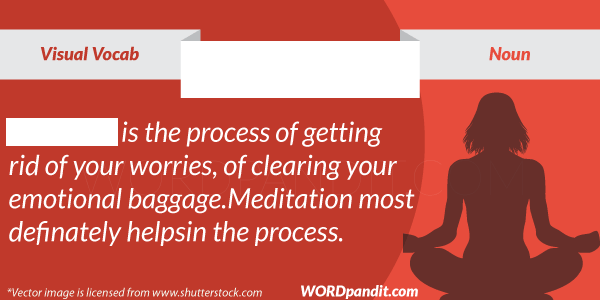 Visual Vocab
Noun
is the process of getting
rid of your worries, of clearing your
emotional baggage.Meditation most
definately helpsin the process.
*Vector image is licensed from www.shutterstock.com
WORDpandit.com